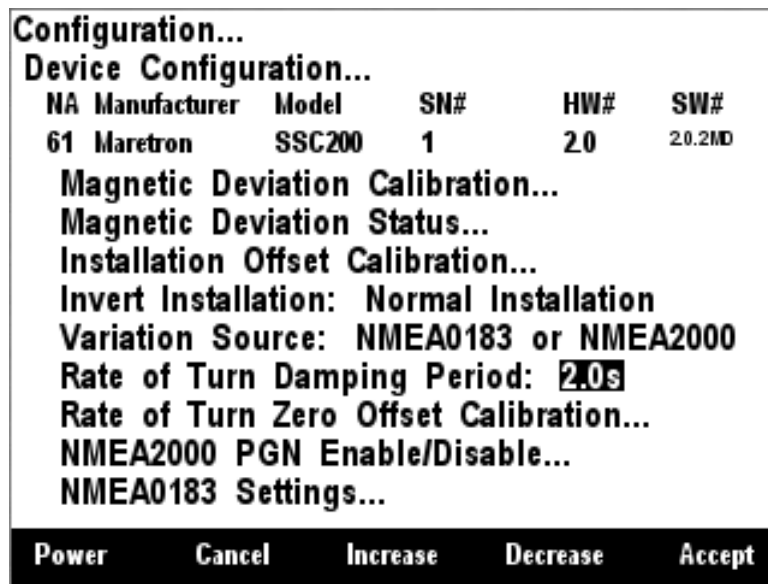 Configuration...
Device Configuration...
NA Manufacturer Model SN# HW# SW#
61 Maretron SSC200 1 2.0 2.0.2MD
Magnetic Deviation Calibration...
Magnetic Deviation Status...
Installation Offset Calibration...
Invert Installation: Normal Installation
Variation Source: NMEA0183 or NMEA2000
Rate of Turn Damping Period: 2.0s
Rate of Turn Zero Offset Calibration...
NMEA2000 PGN Enable/Disable...
NMEA0183 Settings...
Power Cancel Increase Decrease Accept